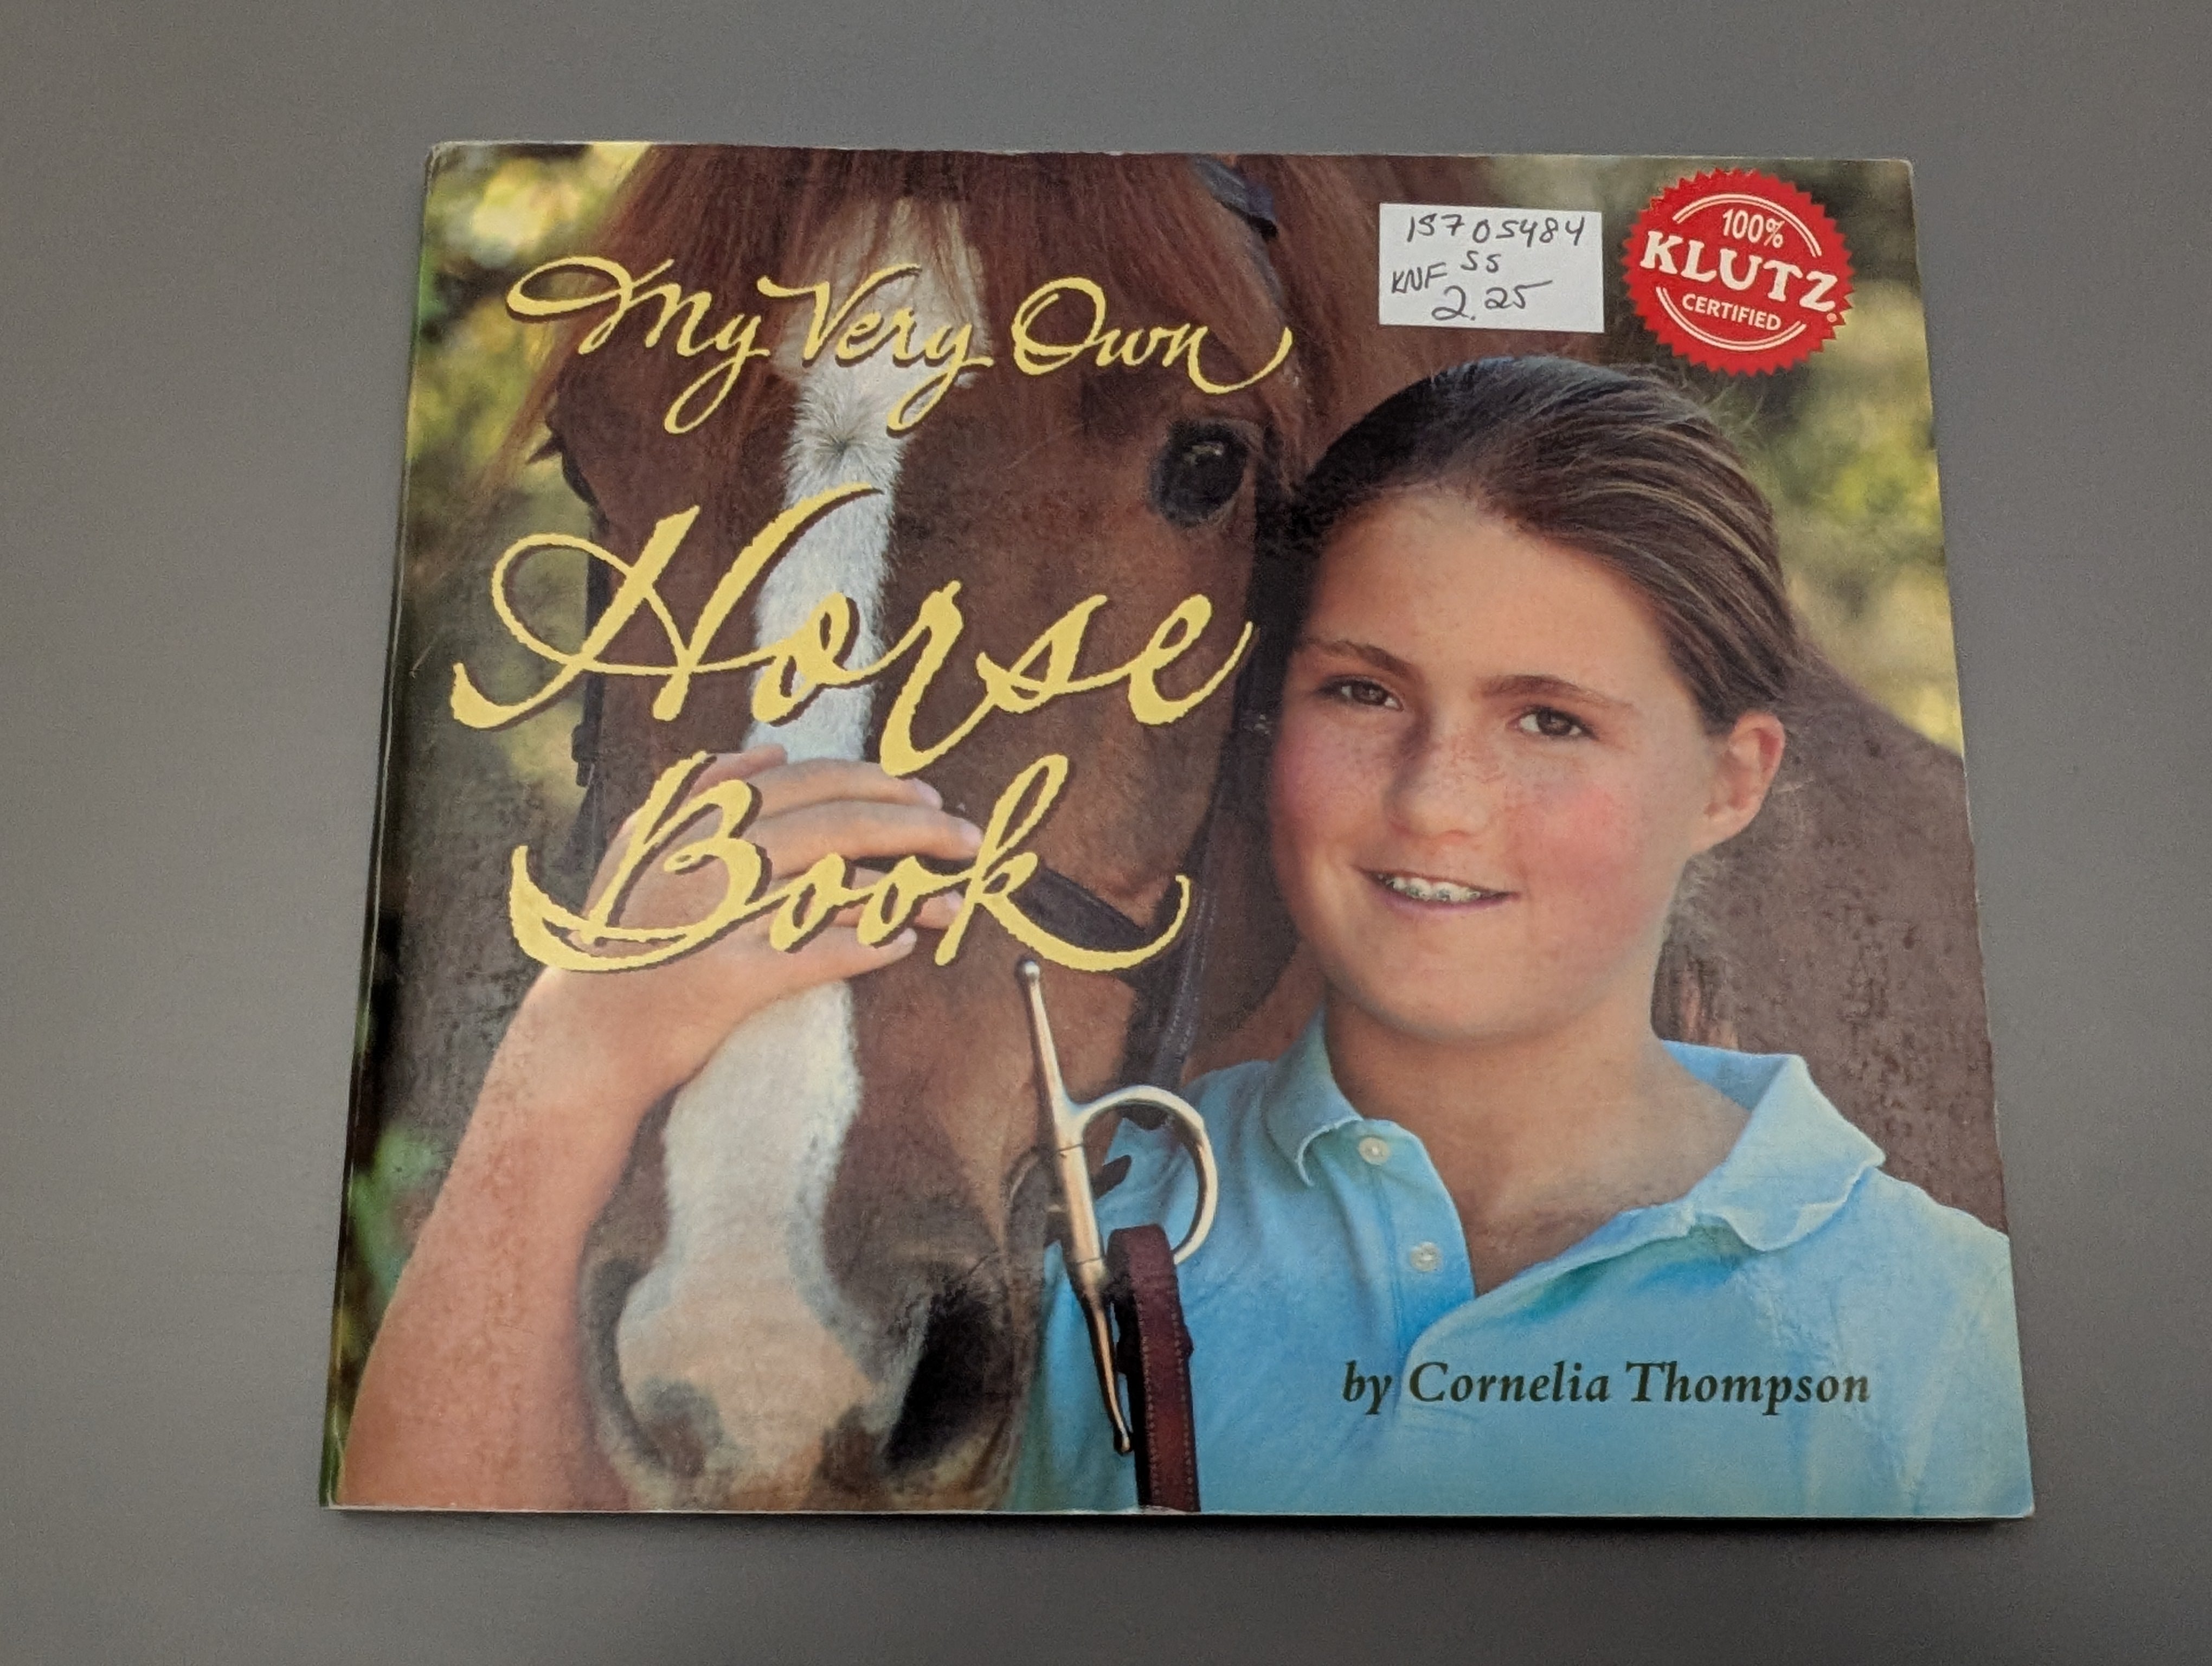 My Very Own
Horse
Book
15705484
SS
KNF
2.25
100%
KLUTZ®
CERTIFIED
by Cornelia Thompson